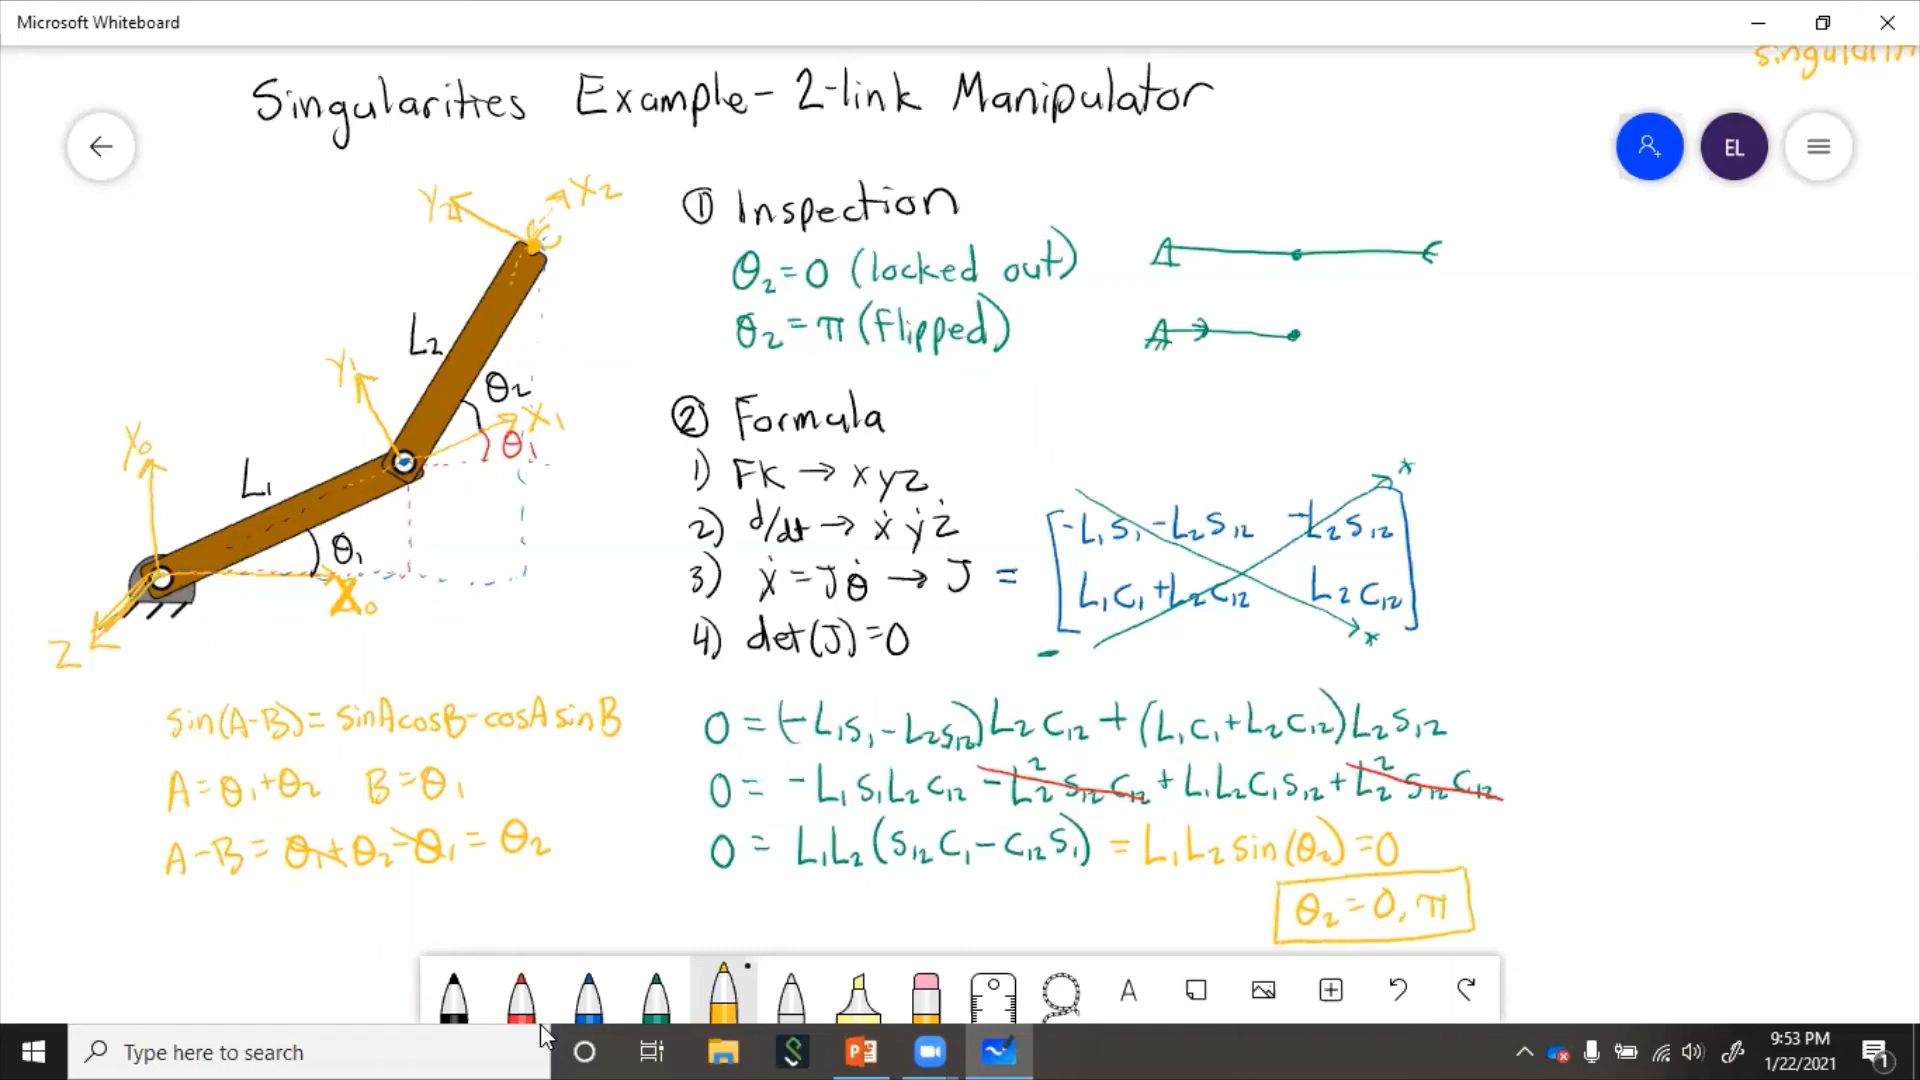 Microsoft Whiteboard
Singularities Example - 2-link Manipulator
EL
Y₂ X₂
L₂
Y₁
θ₂
X₁
θ₁
Y₀
L₁
θ₁
X₀
Z
① Inspection
θ₂ = 0 (locked out)
θ₂ = π (flipped)
② Formula
1) FK → x y z
2) d/dt → ẋ ẏ ż
3) ẋ = J θ̇ → J =
[ -L₁s₁ - L₂s₁₂   -L₂s₁₂
L₁c₁ + L₂c₁₂   L₂c₁₂ ]
4) det(J) = 0
sin(A-B) = sinAcosB - cosAsinB
A = θ₁ + θ₂   B = θ₁
A-B = θ₁ + θ₂ - θ₁ = θ₂
0 = (-L₁s₁ - L₂s₁₂)L₂c₁₂ + (L₁c₁ + L₂c₁₂)L₂s₁₂
0 = -L₁s₁L₂c₁₂ - L₂²s₁₂c₁₂ + L₁L₂c₁s₁₂ + L₂²s₁₂c₁₂
0 = L₁L₂(s₁₂c₁ - c₁₂s₁) = L₁L₂sin(θ₂) = 0
θ₂ = 0, π
Type here to search
9:53 PM
1/22/2021
1